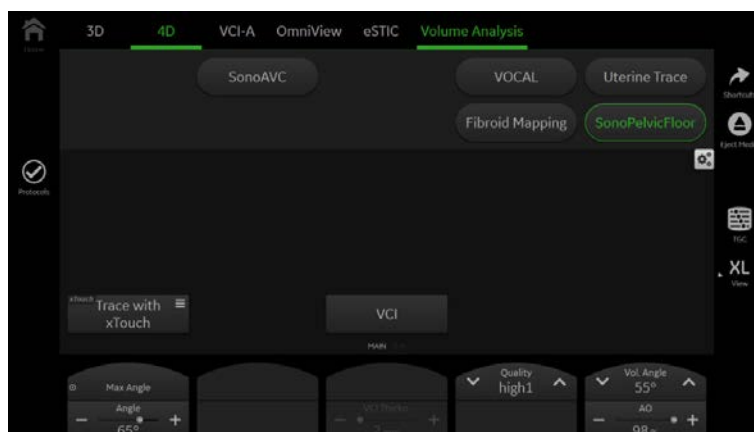 3D 4D VCI-A OmniView eSTIC Volume Analysis
SonoAVC VOCAL Uterine Trace
Fibroid Mapping SonoPelvicFloor
Shortcuts
Protocols
TGC
XL
View
xTouch
Trace with
xTouch
VCI
MAIN
Max Angle
Quality
high1
Vol. Angle
55°
Angle
65°
AO
98